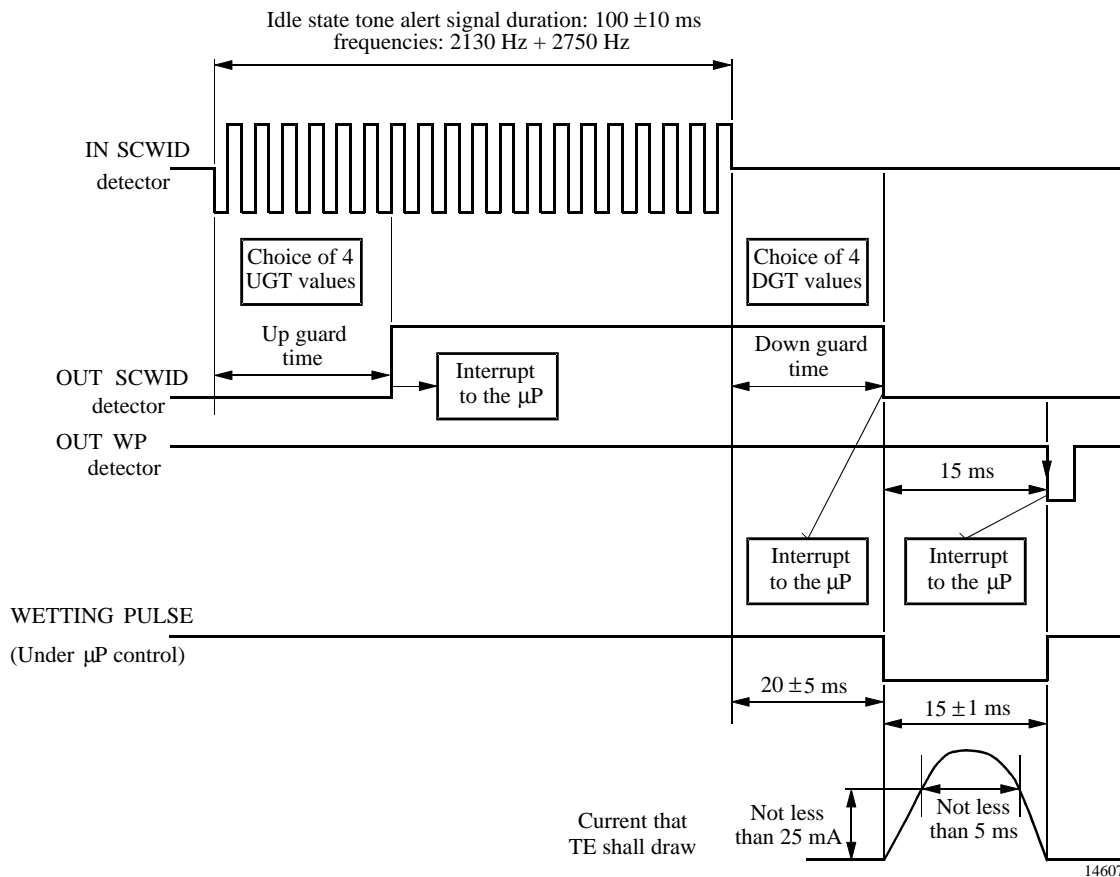 Idle state tone alert signal duration: 100 ±10 ms
frequencies: 2130 Hz + 2750 Hz
IN SCWID
detector
Choice of 4
UGT values
Choice of 4
DGT values
Up guard
time
Down guard
time
OUT SCWID
detector
Interrupt
to the µP
OUT WP
detector
15 ms
Interrupt
to the µP
Interrupt
to the µP
WETTING PULSE
(Under µP control)
20 ±5 ms
15 ±1 ms
Current that
TE shall draw
Not less
than 25 mA
Not less
than 5 ms
14607